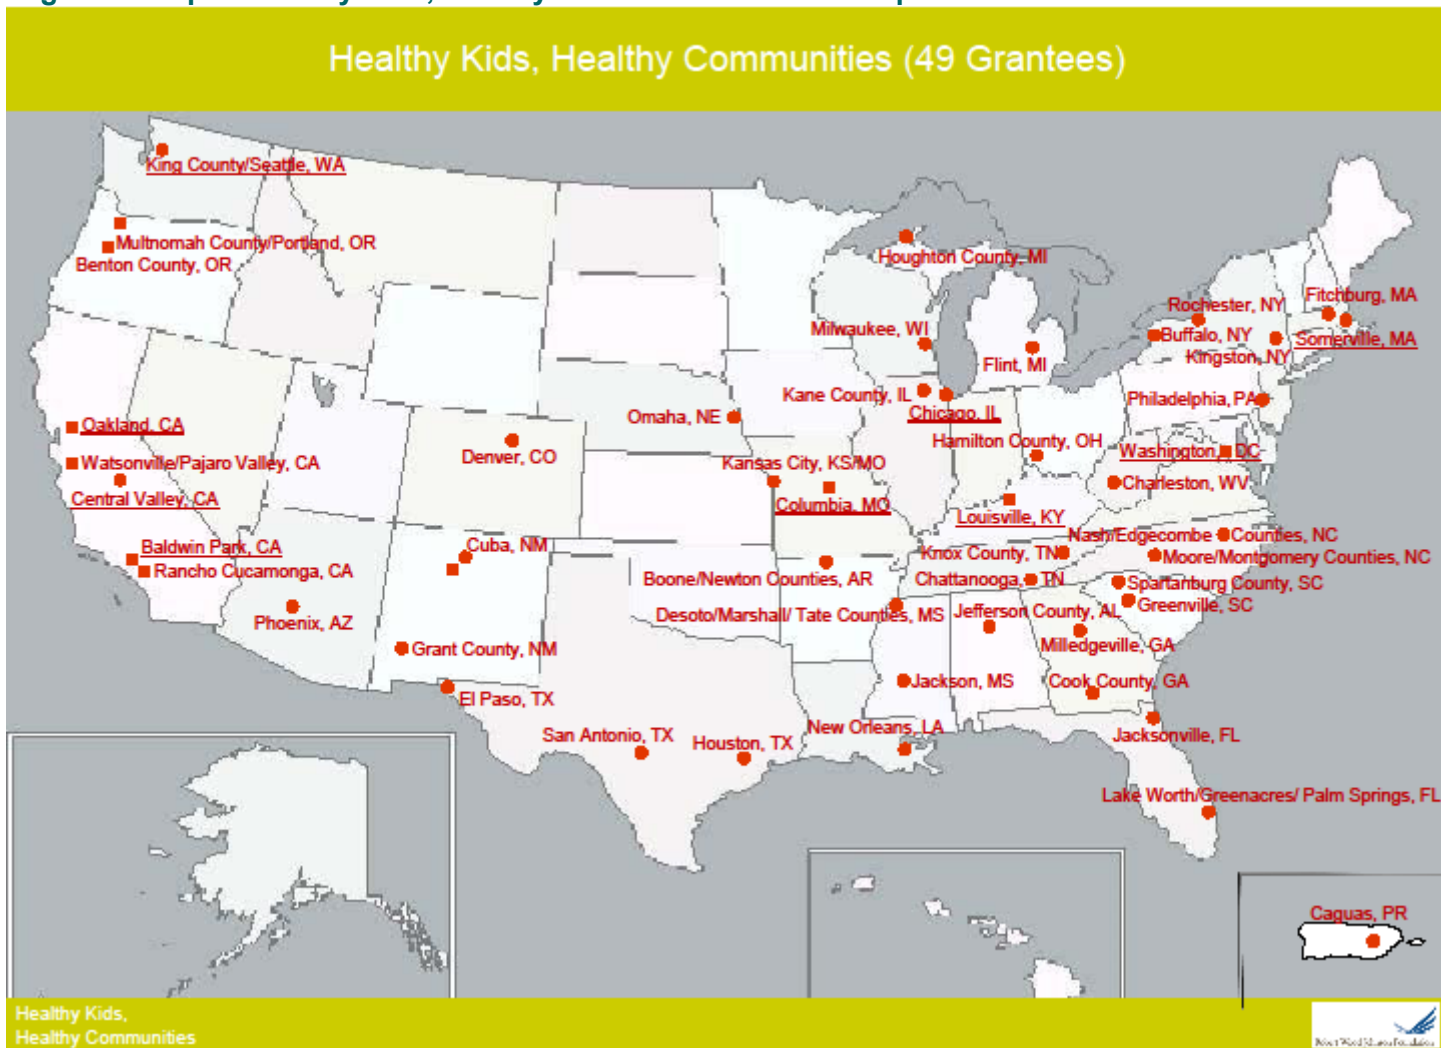 Healthy Kids, Healthy Communities (49 Grantees)
King County/Seattle, WA
Multnomah County/Portland, OR
Benton County, OR
Houghton County, MI
Rochester, NY
Fitchburg, MA
Milwaukee, WI
Buffalo, NY
Somerville, MA
Flint, MI
Kingston, NY
Kane County, IL
Philadelphia, PA
Chicago, IL
Omaha, NE
Oakland, CA
Hamilton County, OH
Denver, CO
Washington, DC
Watsonville/Pajaro Valley, CA
Kansas City, KS/MO
Charleston, WV
Central Valley, CA
Columbia, MO
Louisville, KY
Nash/Edgecombe Counties, NC
Baldwin Park, CA
Cuba, NM
Knox County, TN
Moore/Montgomery Counties, NC
Rancho Cucamonga, CA
Boone/Newton Counties, AR
Chattanooga, TN
Spartanburg County, SC
Phoenix, AZ
Desoto/Marshall/ Tate Counties, MS
Jefferson County, AL
Greenville, SC
Grant County, NM
Milledgeville, GA
El Paso, TX
Jackson, MS
Cook County, GA
San Antonio, TX
Houston, TX
New Orleans, LA
Jacksonville, FL
Lake Worth/Greenacres/ Palm Springs, FL
Caguas, PR
Healthy Kids,
Healthy Communities
Robert Wood Johnson Foundation